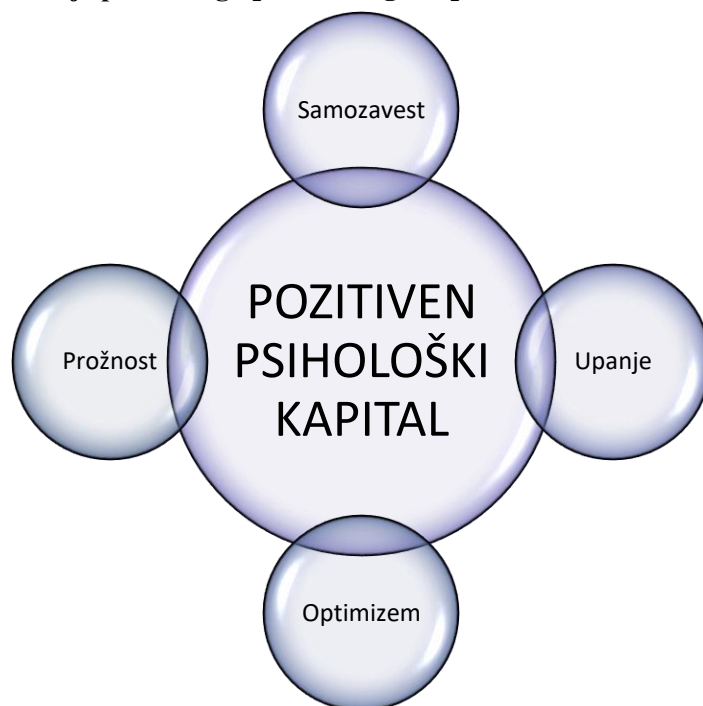 Samozavest
POZITIVEN
PSIHOLOŠKI
KAPITAL
Prožnost
Upanje
Optimizem